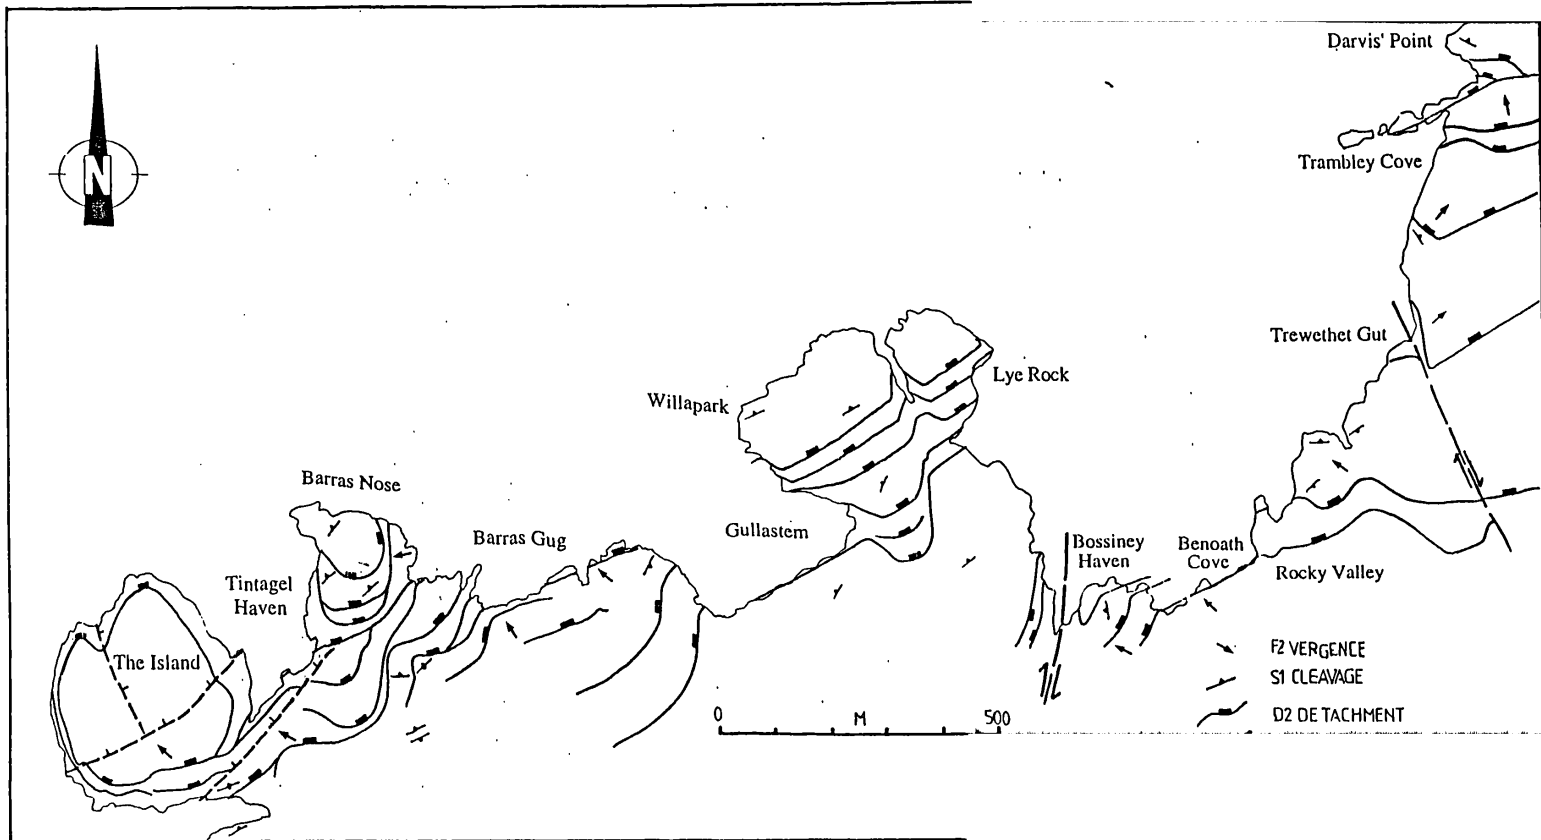 Darvis' Point
N
Trambley Cove
Trewethet Gut
Lye Rock
Willapark
Barras Nose
Gullastem
Barras Gug
Bossiney
Haven
Benoath
Cove
Rocky Valley
Tintagel
Haven
The Island
F2 VERGENCE
S1 CLEAVAGE
D2 DETACHMENT
0 M 500